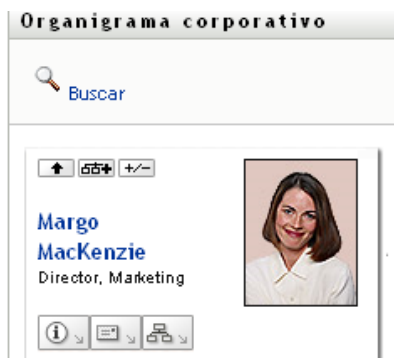 Organigrama corporativo
Buscar
+/−
Margo
MacKenzie
Director, Marketing